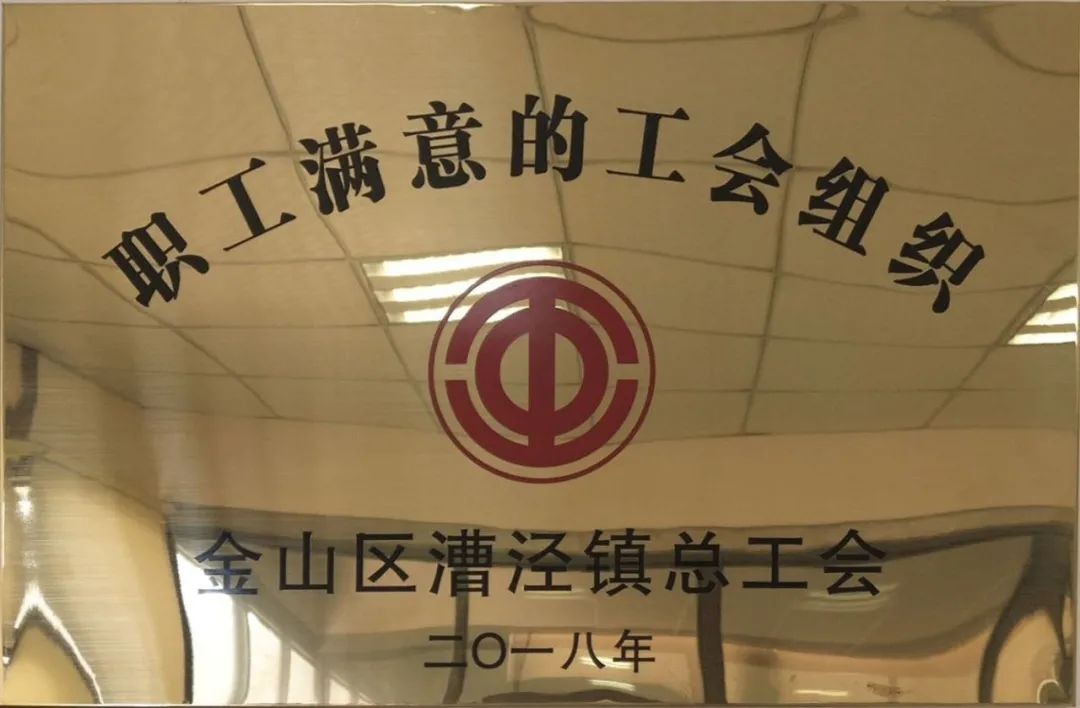 职工满意的工会组织
金山区漕泾镇总工会
二〇一八年